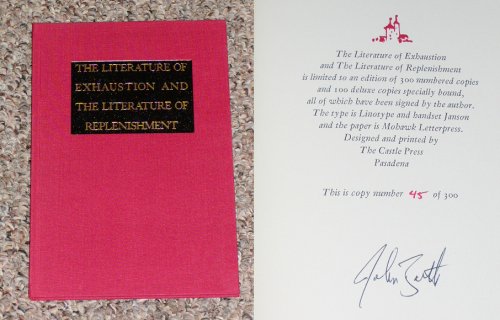 THE LITERATURE OF
EXHAUSTION AND
THE LITERATURE OF
REPLENISHMENT
The Literature of Exhaustion
and The Literature of Replenishment
is limited to an edition of 300 numbered copies
and 100 deluxe copies specially bound,
all of which have been signed by the author.
The type is Linotype and handset Janson
and the paper is Mohawk Letterpress.
Designed and printed by
The Castle Press
Pasadena
This is copy number 45 of 300
John Barth